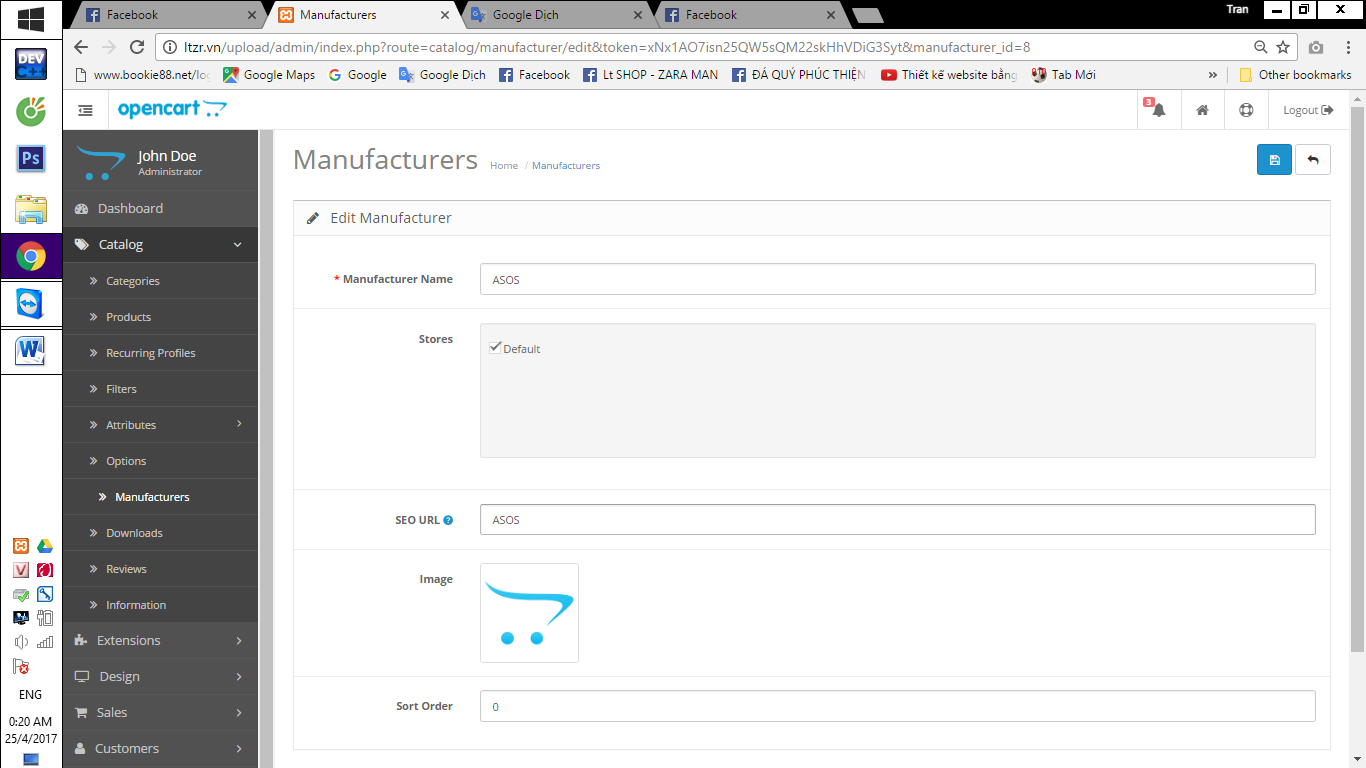 Facebook
Manufacturers
Google Dịch
Facebook
Tran
ltzr.vn/upload/admin/index.php?route=catalog/manufacturer/edit&token=xNx1AO7isn25QW5sQM22skHhVDiG3Syt&manufacturer_id=8
www.bookie88.net/log
Google Maps
Google
Google Dịch
Facebook
Lt SHOP - ZARA MAN
ĐÁ QUÝ PHÚC THIỆN
Thiết kế website bằng
Tab Mới
Other bookmarks
opencart
3
Logout
John Doe
Administrator
Dashboard
Catalog
Categories
Products
Recurring Profiles
Filters
Attributes
Options
Manufacturers
Downloads
Reviews
Information
Extensions
Design
Sales
Customers
Manufacturers
Home / Manufacturers
Edit Manufacturer
* Manufacturer Name
ASOS
Stores
Default
SEO URL ?
ASOS
Image
Sort Order
0
DEV
C++
Ps
W
ENG
0:20 AM
25/4/2017